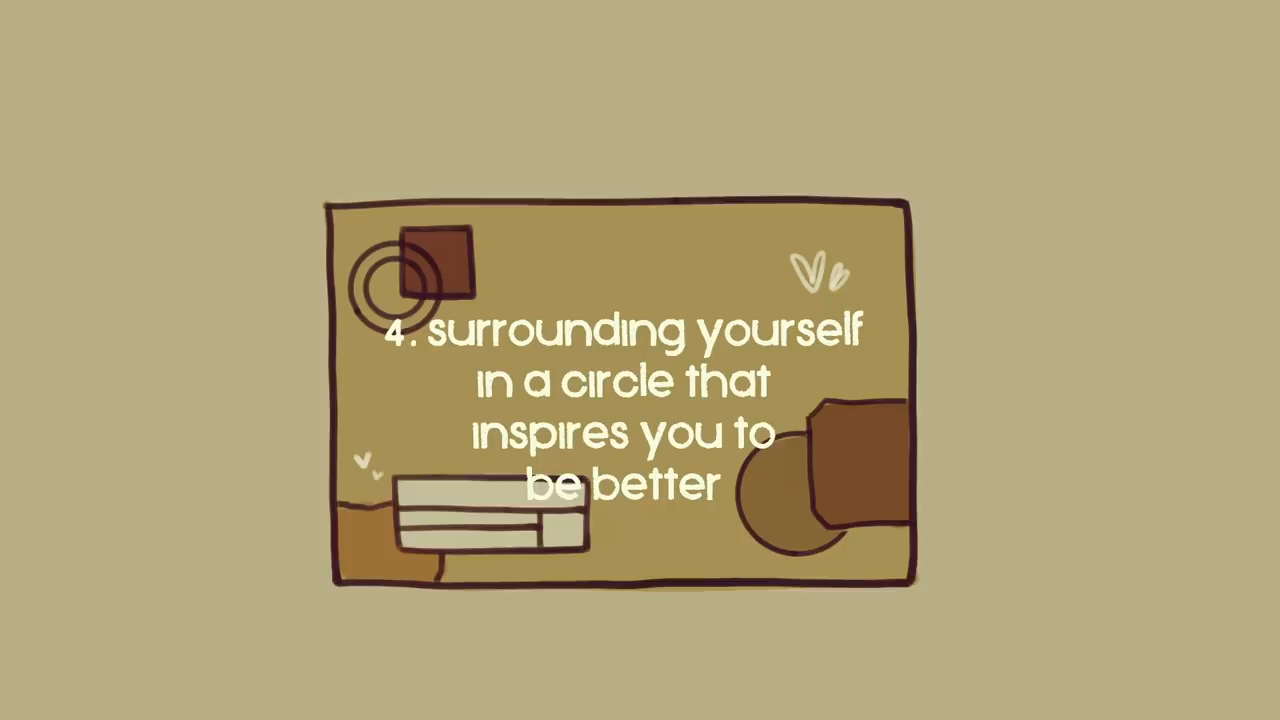 4. surrounding yourself
in a circle that
inspires you to
be better